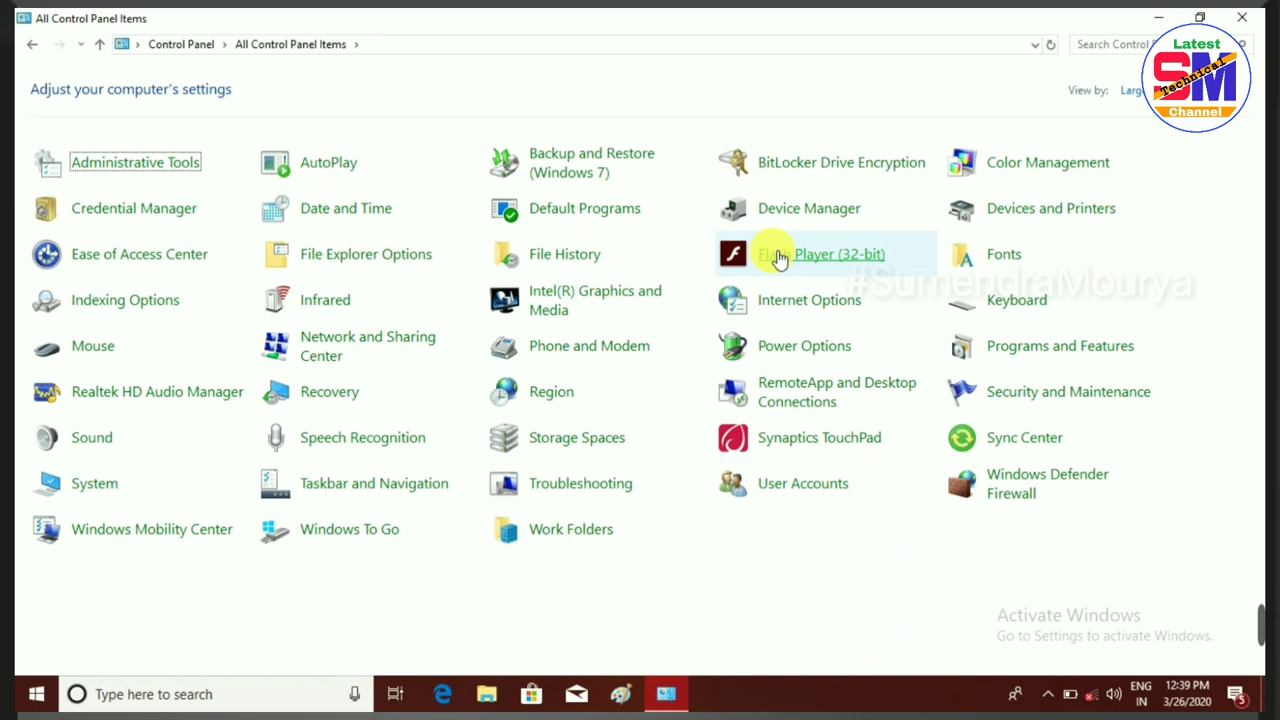 All Control Panel Items
Control Panel > All Control Panel Items >
Search Control
Latest
SM
Technical
Channel
Adjust your computer's settings
View by:
Administrative Tools
AutoPlay
Backup and Restore
(Windows 7)
BitLocker Drive Encryption
Color Management
Credential Manager
Date and Time
Default Programs
Device Manager
Devices and Printers
Ease of Access Center
File Explorer Options
File History
Flash Player (32-bit)
Fonts
#SumendraMourya
Indexing Options
Infrared
Intel(R) Graphics and
Media
Internet Options
Keyboard
Mouse
Network and Sharing
Center
Phone and Modem
Power Options
Programs and Features
Realtek HD Audio Manager
Recovery
Region
RemoteApp and Desktop
Connections
Security and Maintenance
Sound
Speech Recognition
Storage Spaces
Synaptics TouchPad
Sync Center
System
Taskbar and Navigation
Troubleshooting
User Accounts
Windows Defender
Firewall
Windows Mobility Center
Windows To Go
Work Folders
Activate Windows
Go to Settings to activate Windows.
Type here to search
ENG
IN
12:39 PM
3/26/2020
5